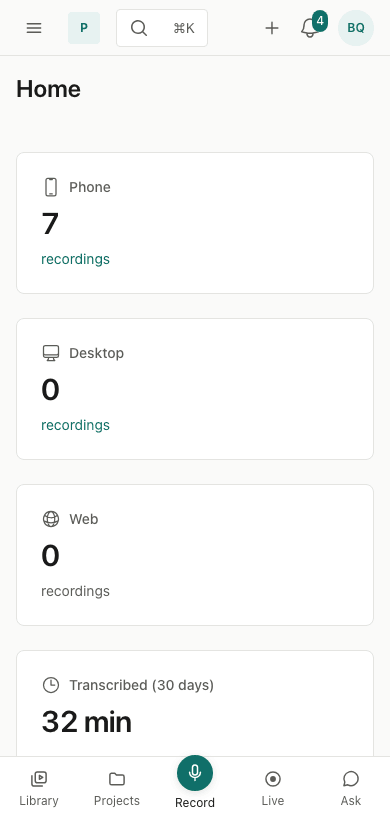 P
⌘K
4
BQ
Home
Phone
7
recordings
Desktop
0
recordings
Web
0
recordings
Transcribed (30 days)
32 min
Library
Projects
Record
Live
Ask